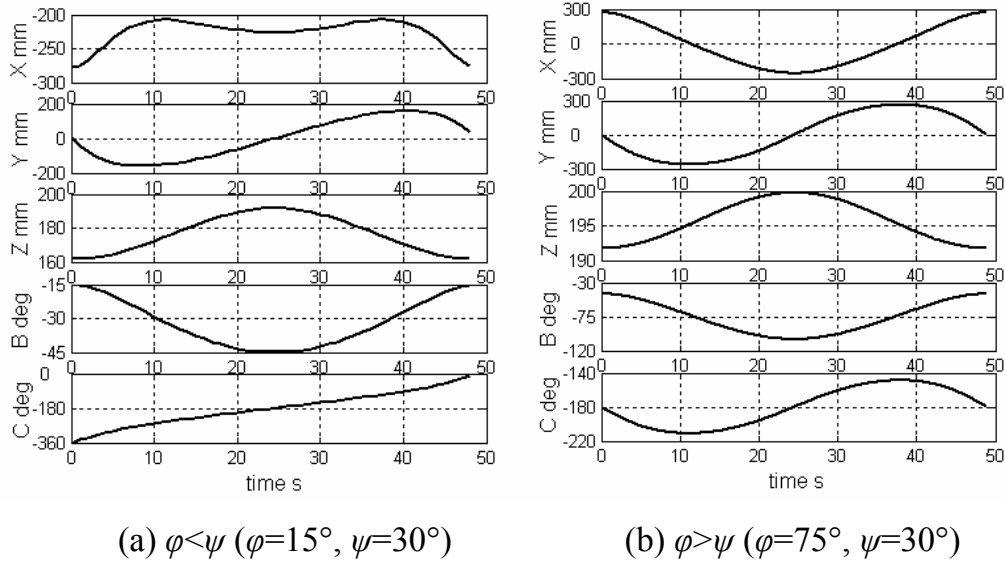 -200
-250
-300
X mm
0 10 20 30 40 50
200
0
-200
Y mm
0 10 20 30 40 50
200
180
160
Z mm
0 10 20 30 40 50
-15
-30
-45
B deg
0 10 20 30 40 50
0
-180
-360
C deg
0 10 20 30 40 50
time s
(a) φ<ψ (φ=15°, ψ=30°)
300
0
-300
X mm
0 10 20 30 40 50
300
0
-300
Y mm
0 10 20 30 40 50
200
195
190
Z mm
0 10 20 30 40 50
-30
-75
-120
B deg
0 10 20 30 40 50
-140
-180
-220
C deg
0 10 20 30 40 50
time s
(b) φ>ψ (φ=75°, ψ=30°)